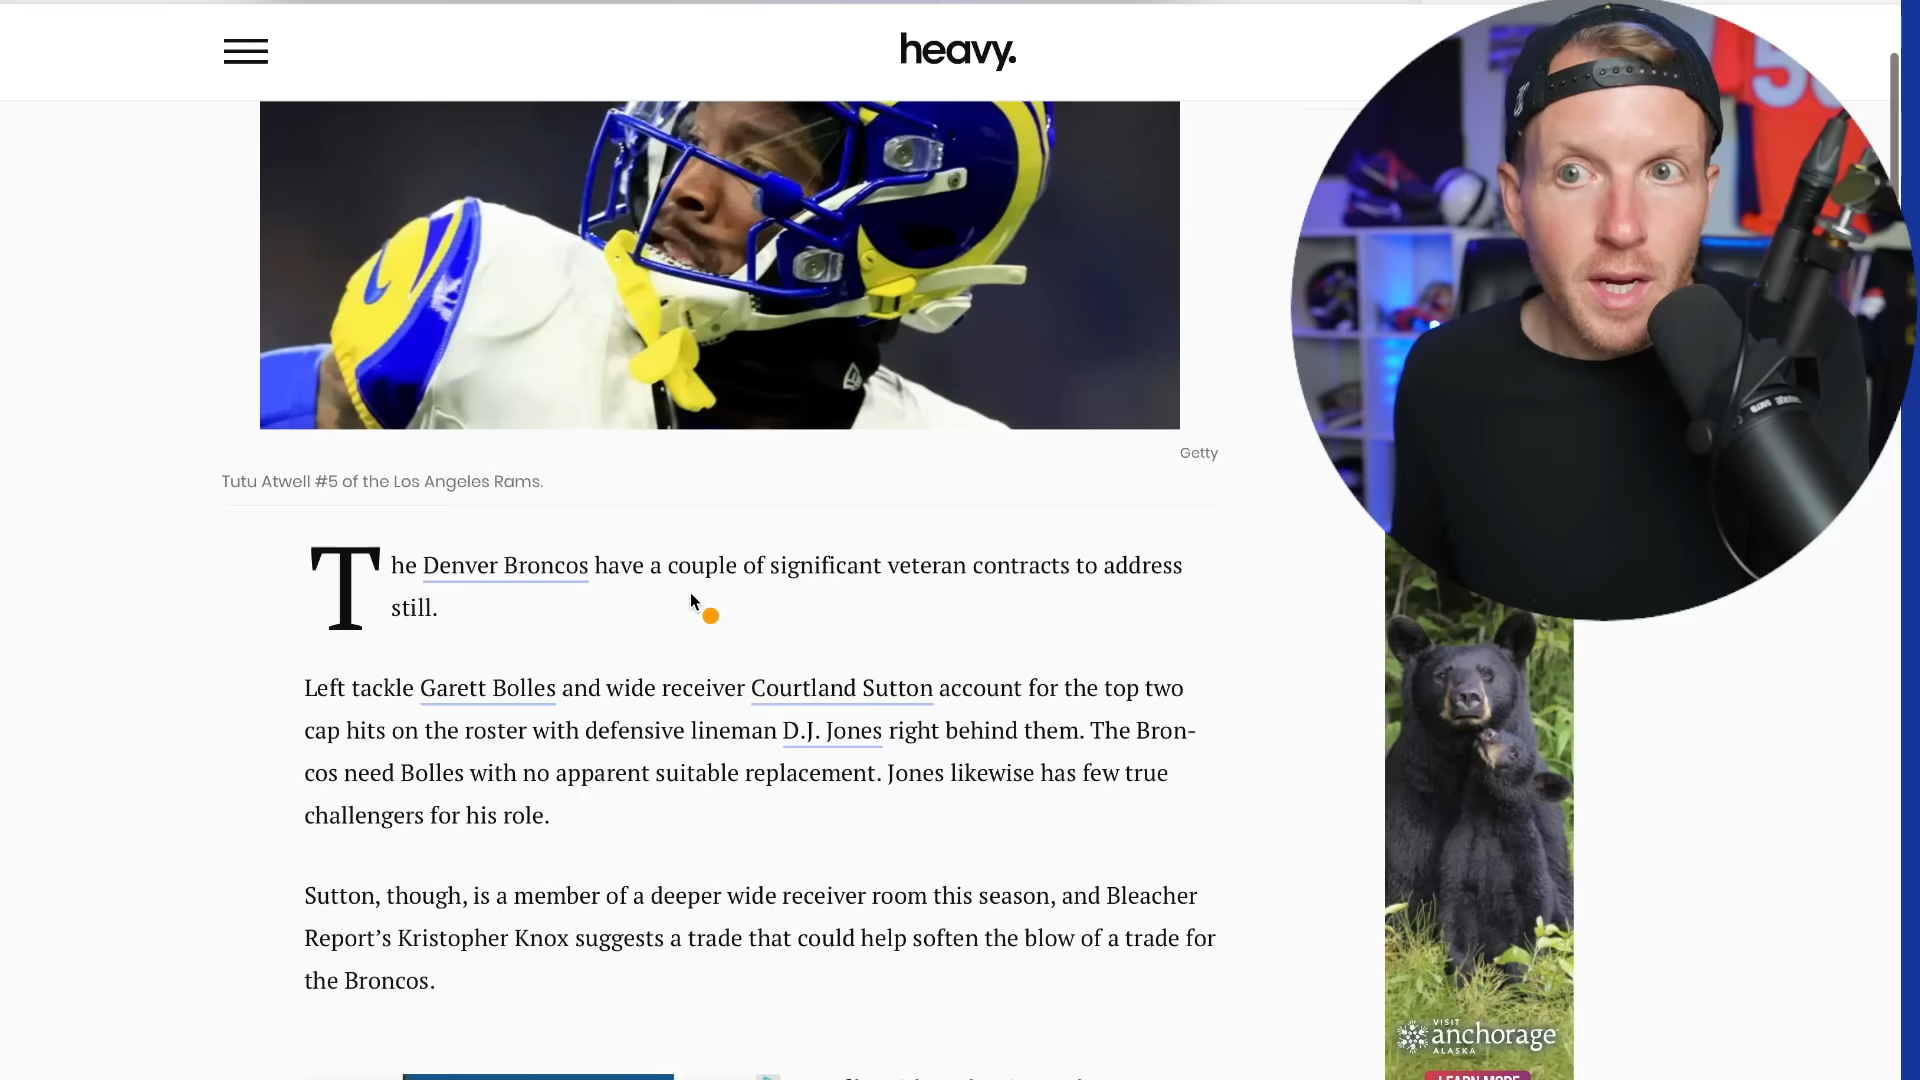 heavy.
Getty
Tutu Atwell #5 of the Los Angeles Rams.
The Denver Broncos have a couple of significant veteran contracts to address
still.
Left tackle Garett Bolles and wide receiver Courtland Sutton account for the top two
cap hits on the roster with defensive lineman D.J. Jones right behind them. The Bron-
cos need Bolles with no apparent suitable replacement. Jones likewise has few true
challengers for his role.
Sutton, though, is a member of a deeper wide receiver room this season, and Bleacher
Report’s Kristopher Knox suggests a trade that could help soften the blow of a trade for
the Broncos.
VISIT
anchorage
ALASKA
LEARN MORE